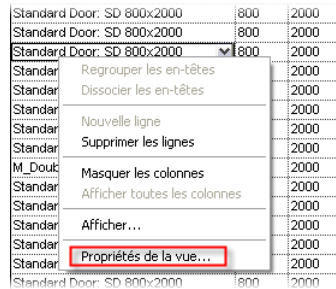 Standard Door: SD 800x2000 800 2000
Standard Door: SD 800x2000 800 2000
Standard Door: SD 800x2000 800 2000
Standar 2000
Regrouper les en-têtes
Standar 2000
Dissocier les en-têtes
Standar 2000
Standar 2000
Nouvelle ligne
Standar 2000
Supprimer les lignes
Standar 2000
M_Doub 2000
Masquer les colonnes
Standar 2000
Afficher toutes les colonnes
Standar 2000
Standar 2000
Afficher...
Standar 2000
Standar 2000
Propriétés de la vue...
Standar 2000
Standard Door: SD 800x2000 800 2000